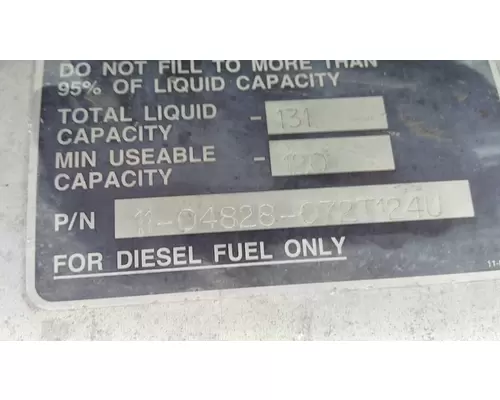 DO NOT FILL TO MORE THAN
95% OF LIQUID CAPACITY
TOTAL LIQUID
CAPACITY - 131
MIN USEABLE
CAPACITY -
P/N 11-04828-072T124U
FOR DIESEL FUEL ONLY